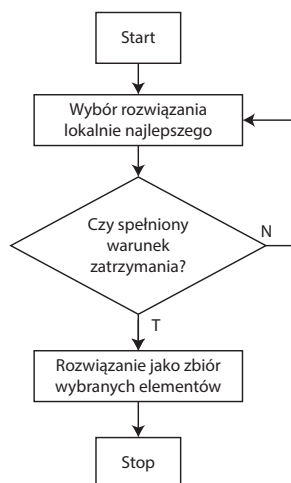 Start
Wybór rozwiązania
lokalnie najlepszego
Czy spełniony
warunek
zatrzymania?
N
T
Rozwiązanie jako zbiór
wybranych elementów
Stop